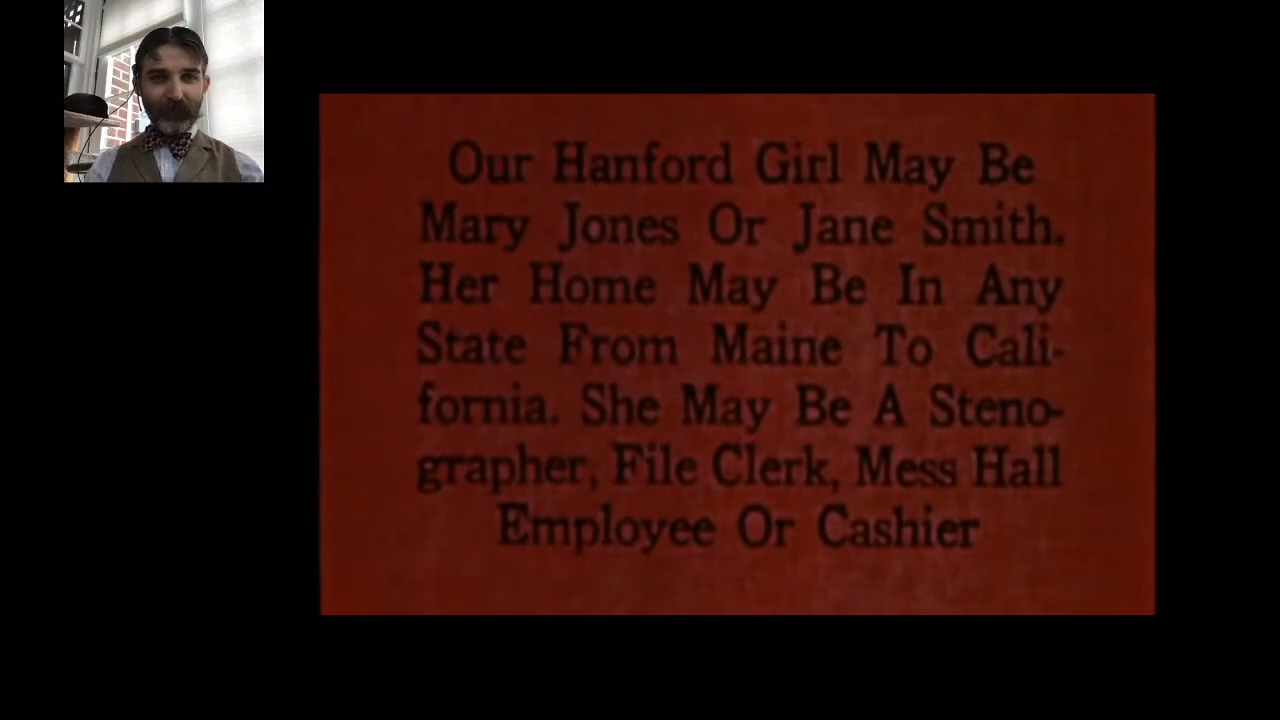 Our Hanford Girl May Be
Mary Jones Or Jane Smith.
Her Home May Be In Any
State From Maine To Cali-
fornia. She May Be A Steno-
grapher, File Clerk, Mess Hall
Employee Or Cashier